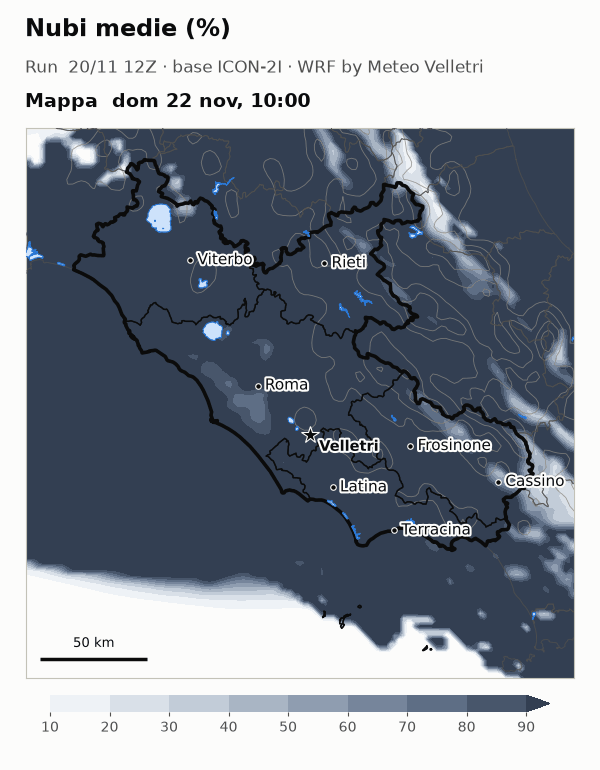 Nubi medie (%)
Run  20/11 12Z · base ICON-2I · WRF by Meteo Velletri
Mappa  dom 22 nov, 10:00
Viterbo
Rieti
Roma
Velletri
Frosinone
Cassino
Latina
Terracina
50 km
10 20 30 40 50 60 70 80 90